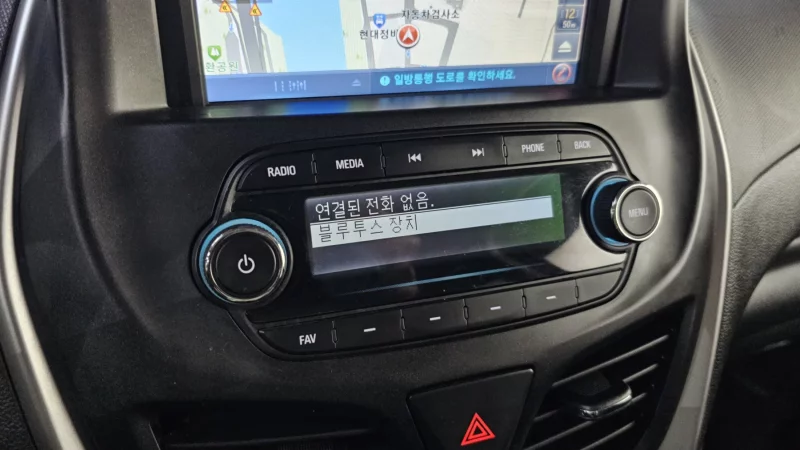 자동차검사소
현대정비
12
50
일방통행 도로를 확인하세요.
RADIO
MEDIA
PHONE
BACK
연결된 전화 없음.
블루투스 장치
MENU
FAV